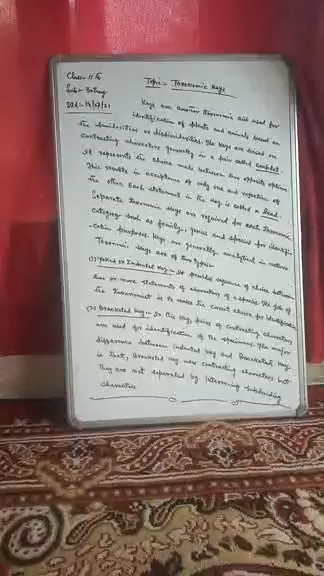 Class:- 11th
Topic:- Taxonomic Keys
Sub:- Botany
Dtd:- 14/07/21
Keys are another taxonomic aid used for
identification of plants and animals based on
the similarities or dissimilarities. The keys are based on
contrasting characters generally in a pair called couplet.
It represents the choice made between two opposite options
This results in acceptance of only one and rejection of
the other. Each statement in the key is called a lead.
Separate Taxonomic Keys are required for each taxonomic
category such as family, genus and species for identifi-
-cation purposes. Keys are generally analytical in nature
Taxonomic Keys are of two types:-
(1) Yoked or Indented Key:- It provides sequence of choice between
two or more statements of characters of a species. The job of
the taxonomist is to make the correct choice for identification
(2) Bracketed Key:- In this key, pairs of contrasting characters
are used for identification of the specimens. The major
difference between indented key and Bracketed key
is that, Bracketed key contrasting characters but
they are not separated by intervening subdividing
characters